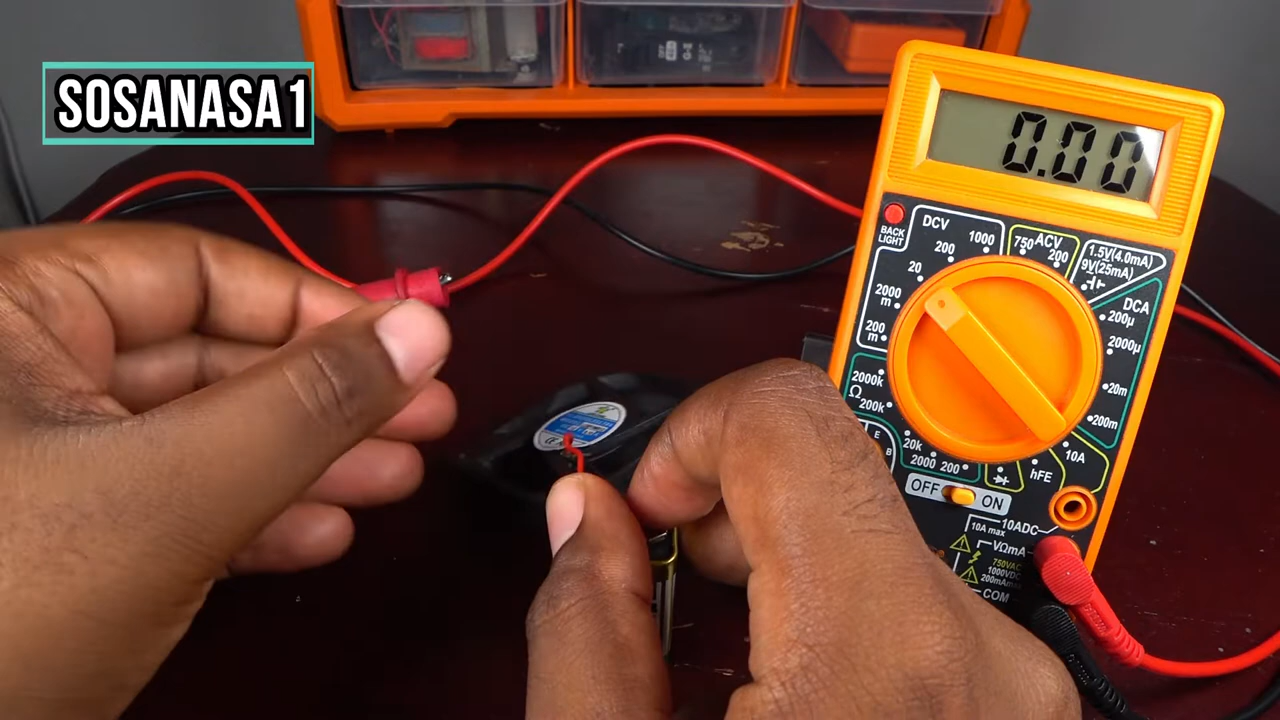 SOSANASA1
0.00
BACK
LIGHT
DCV
200
1000
750
ACV
200
1.5V(4.0mA)
9V(25mA)
20
2000
m
200
m
DCA
200μ
2000μ
20m
200m
10A
2000k
Ω
200k
20k
2000
200
hFE
E
B
OFF
ON
10ADC
10A max
VΩmA
750VAC
1000VDC
200mAmax
COM
CE